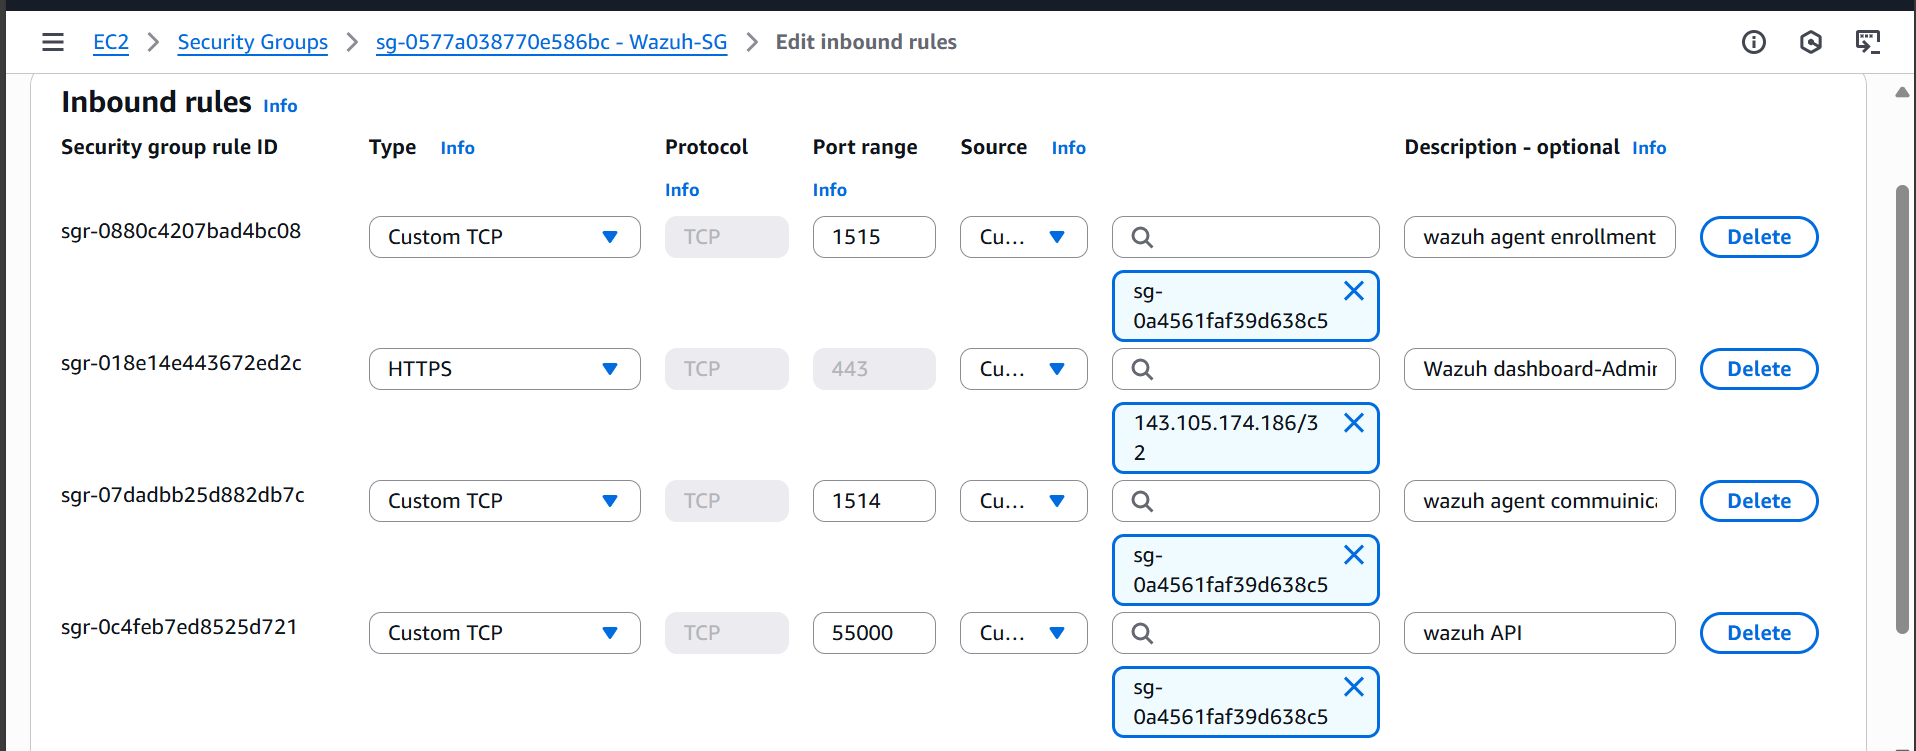 EC2 > Security Groups > sg-0577a038770e586bc - Wazuh-SG > Edit inbound rules
Inbound rules Info
Security group rule ID Type Info Protocol Info Port range Info Source Info Description - optional Info
sgr-0880c4207bad4bc08 Custom TCP TCP 1515 Cu... wazuh agent enrollment Delete
sg-
0a4561faf39d638c5
sgr-018e14e443672ed2c HTTPS TCP 443 Cu... Wazuh dashboard-Admin Delete
143.105.174.186/3
2
sgr-07dadbb25d882db7c Custom TCP TCP 1514 Cu... wazuh agent commuinica Delete
sg-
0a4561faf39d638c5
sgr-0c4feb7ed8525d721 Custom TCP TCP 55000 Cu... wazuh API Delete
sg-
0a4561faf39d638c5